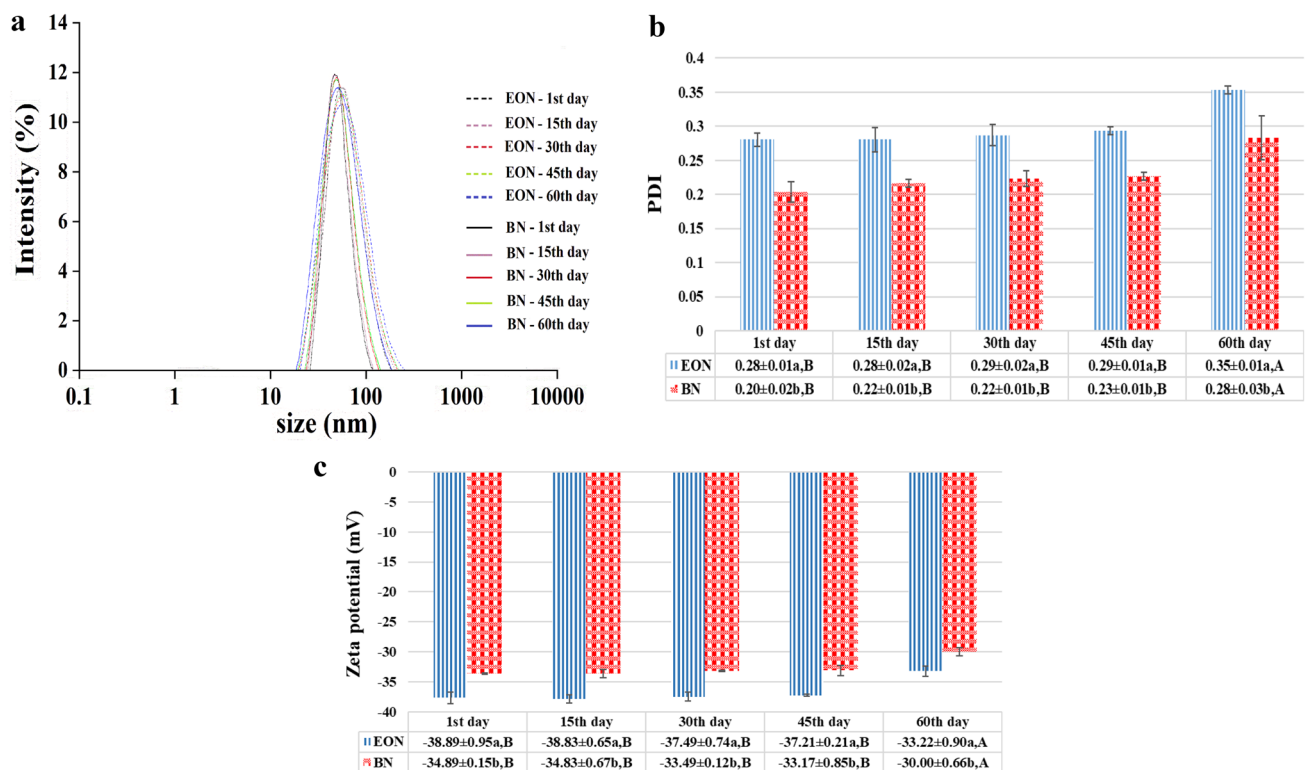 a
14
12
10
8
6
4
2
0
Intensity (%)
0.1 1 10 100 1000 10000
size (nm)
EON - 1st day
EON - 15th day
EON - 30th day
EON - 45th day
EON - 60th day
BN - 1st day
BN - 15th day
BN - 30th day
BN - 45th day
BN - 60th day
b
0.4
0.35
0.3
0.25
0.2
0.15
0.1
0.05
0
PDI
1st day 15th day 30th day 45th day 60th day
EON 0.28±0.01a,B 0.28±0.02a,B 0.29±0.02a,B 0.29±0.01a,B 0.35±0.01a,A
BN 0.20±0.02b,B 0.22±0.01b,B 0.22±0.01b,B 0.23±0.01b,B 0.28±0.03b,A
c
0
-5
-10
-15
-20
-25
-30
-35
-40
Zeta potential (mV)
1st day 15th day 30th day 45th day 60th day
EON -38.89±0.95a,B -38.83±0.65a,B -37.49±0.74a,B -37.21±0.21a,B -33.22±0.90a,A
BN -34.89±0.15b,B -34.83±0.67b,B -33.49±0.12b,B -33.17±0.85b,B -30.00±0.66b,A